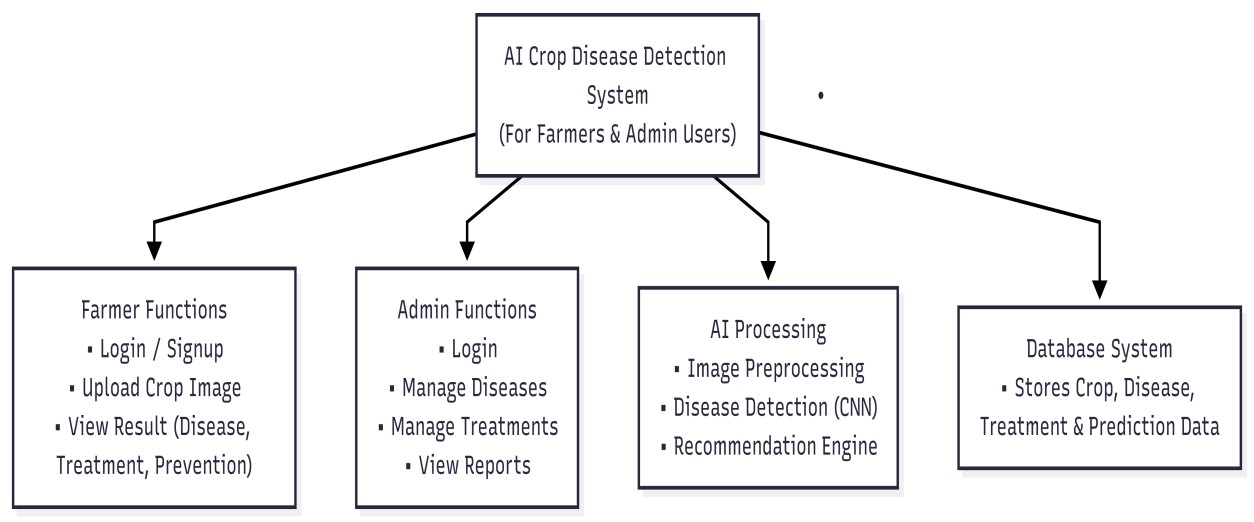 AI Crop Disease Detection
System
(For Farmers & Admin Users)
•
Farmer Functions
▪ Login / Signup
▪ Upload Crop Image
▪ View Result (Disease,
Treatment, Prevention)
Admin Functions
▪ Login
▪ Manage Diseases
▪ Manage Treatments
▪ View Reports
AI Processing
▪ Image Preprocessing
▪ Disease Detection (CNN)
▪ Recommendation Engine
Database System
▪ Stores Crop, Disease,
Treatment & Prediction Data